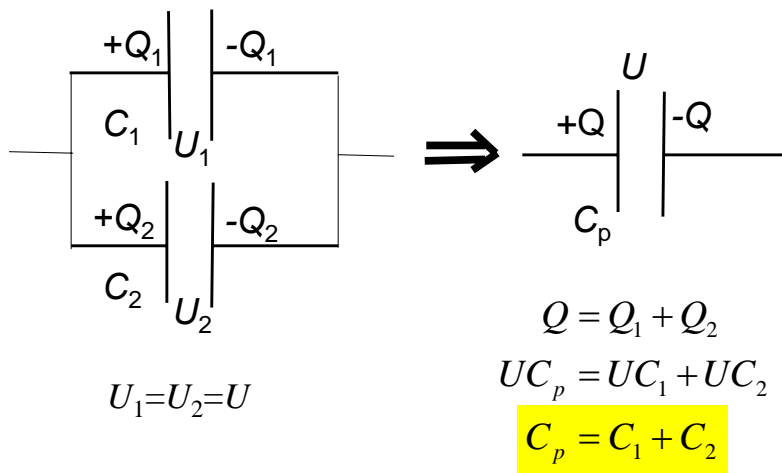 +Q₁ -Q₁
C₁
U₁
+Q₂ -Q₂
C₂
U₂
U₁=U₂=U
U
+Q -Q
Cₚ
Q = Q₁ + Q₂
UCₚ = UC₁ + UC₂
Cₚ = C₁ + C₂